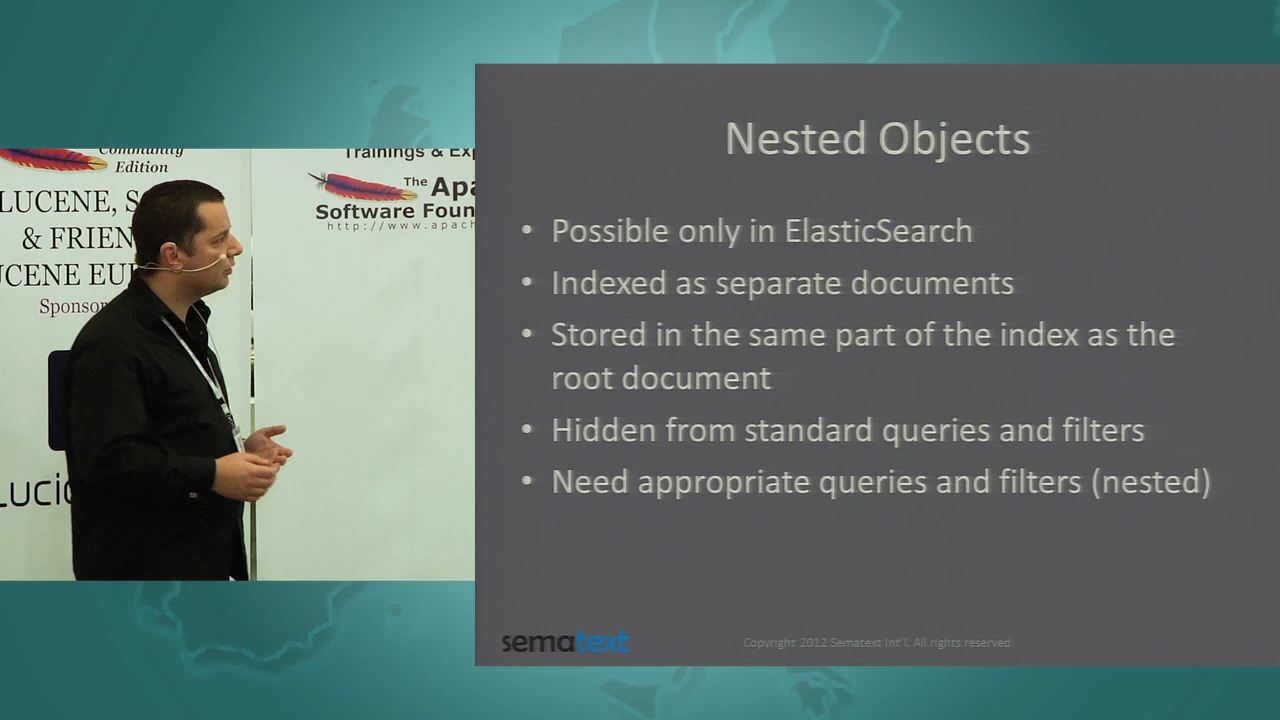 Community
Edition
LUCENE, S
& FRIEN
UCENE EU
Sponsor
Luci
Trainings & Exp
The Apa
Software Foun
http://www.apach
Nested Objects
• Possible only in ElasticSearch
• Indexed as separate documents
• Stored in the same part of the index as the
root document
• Hidden from standard queries and filters
• Need appropriate queries and filters (nested)
sematext
Copyright 2012 Sematext Int'l. All rights reserved